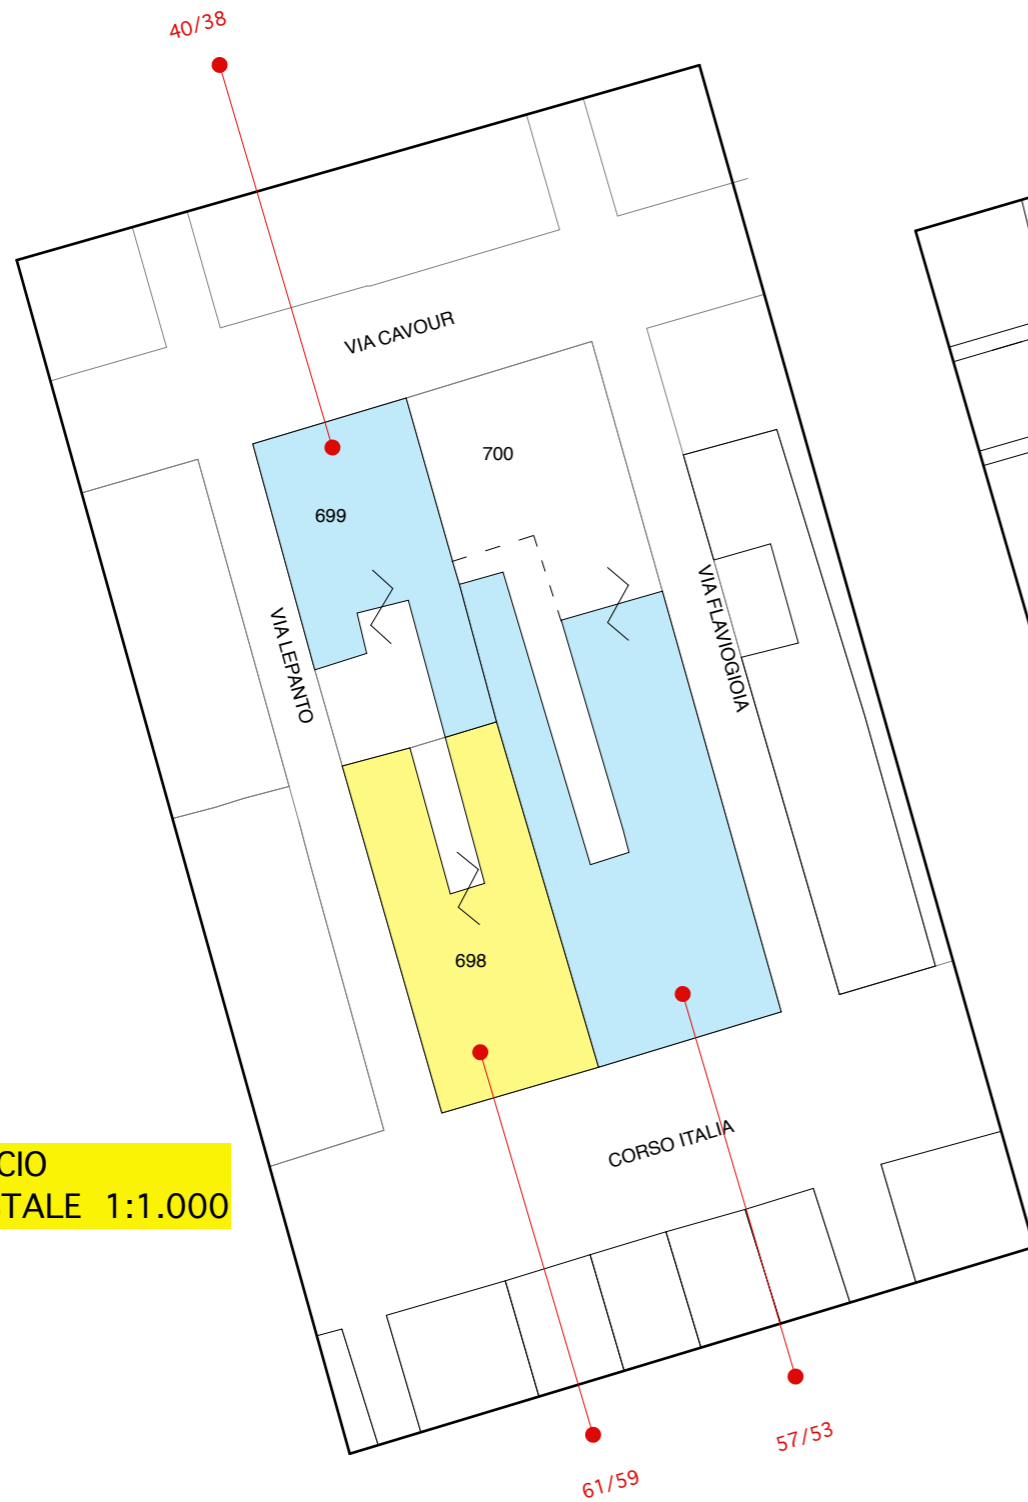 40/38
VIA CAVOUR
700
699
VIA LEPANTO
VIA FLAVIOGIOIA
698
CORSO ITALIA
CIO
TALE 1:1.000
57/53
61/59